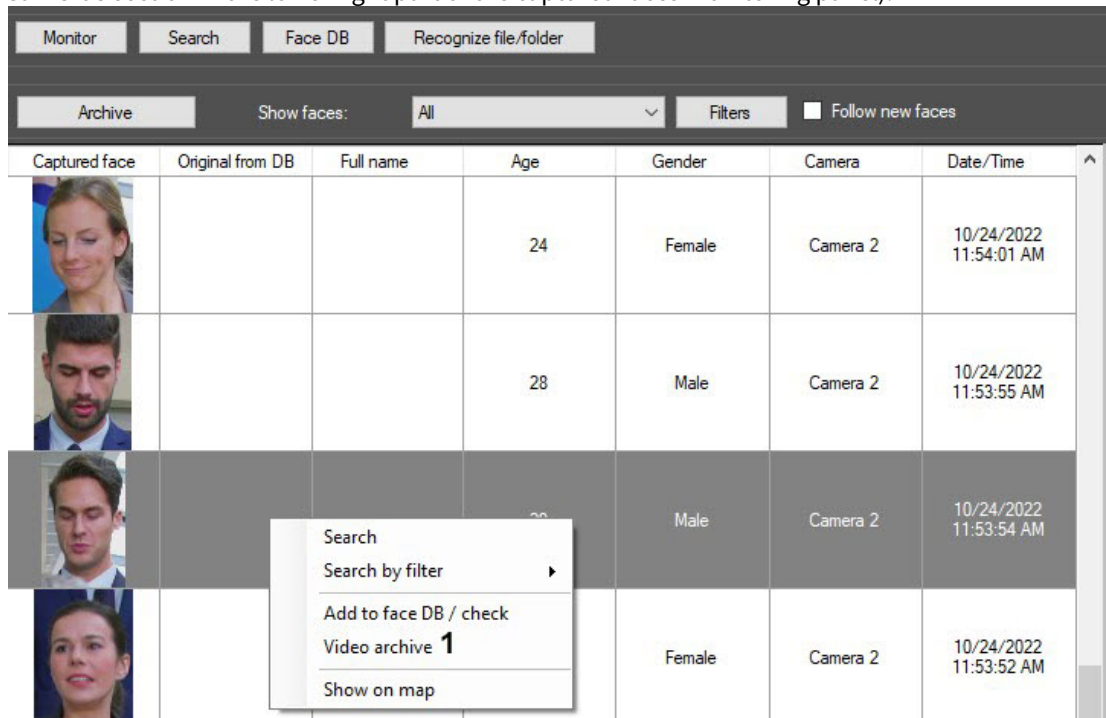 Monitor Search Face DB Recognize file/folder
Archive Show faces: All Filters Follow new faces
Captured face Original from DB Full name Age Gender Camera Date/Time
24 Female Camera 2 10/24/2022
11:54:01 AM
28 Male Camera 2 10/24/2022
11:53:55 AM
Male Camera 2 10/24/2022
11:53:54 AM
Search
Search by filter
Add to face DB / check
Video archive 1
Show on map
Female Camera 2 10/24/2022
11:53:52 AM